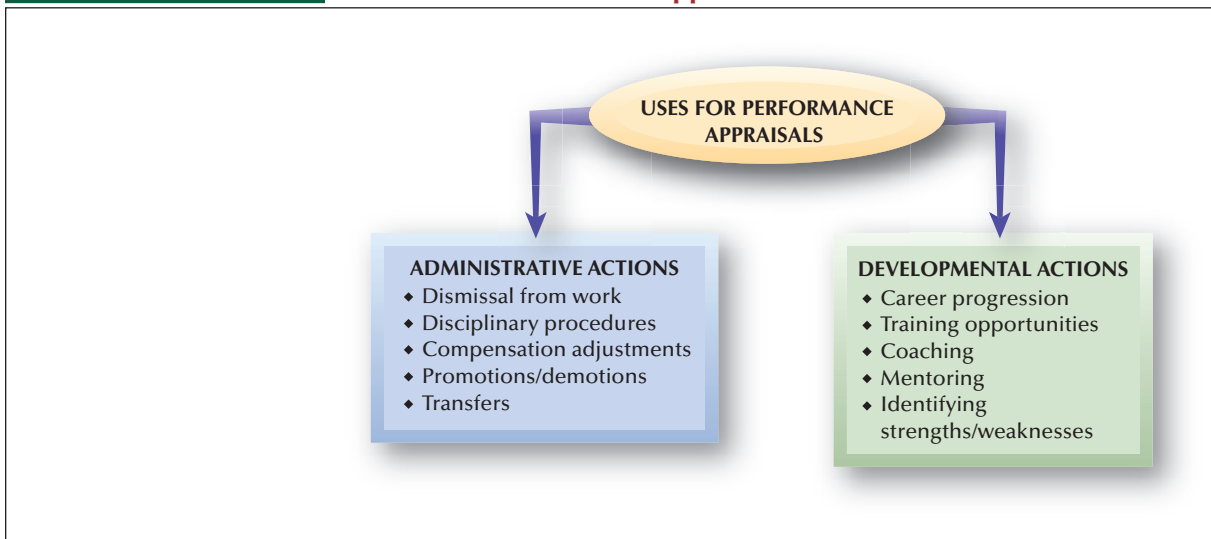 USES FOR PERFORMANCE
APPRAISALS
ADMINISTRATIVE ACTIONS
◆ Dismissal from work
◆ Disciplinary procedures
◆ Compensation adjustments
◆ Promotions/demotions
◆ Transfers
DEVELOPMENTAL ACTIONS
◆ Career progression
◆ Training opportunities
◆ Coaching
◆ Mentoring
◆ Identifying
strengths/weaknesses